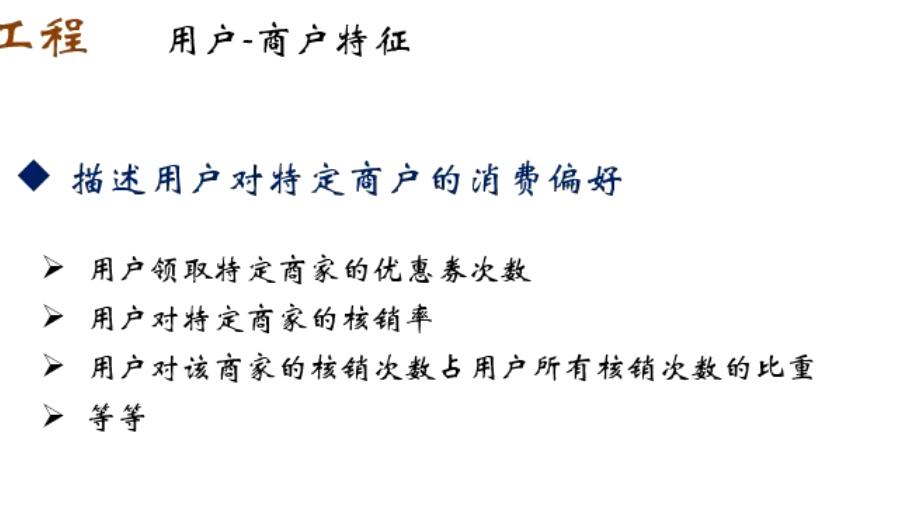 工程 用户-商户特征
描述用户对特定商户的消费偏好
用户领取特定商家的优惠券次数
用户对特定商家的核销率
用户对该商家的核销次数占用户所有核销次数的比重
等等